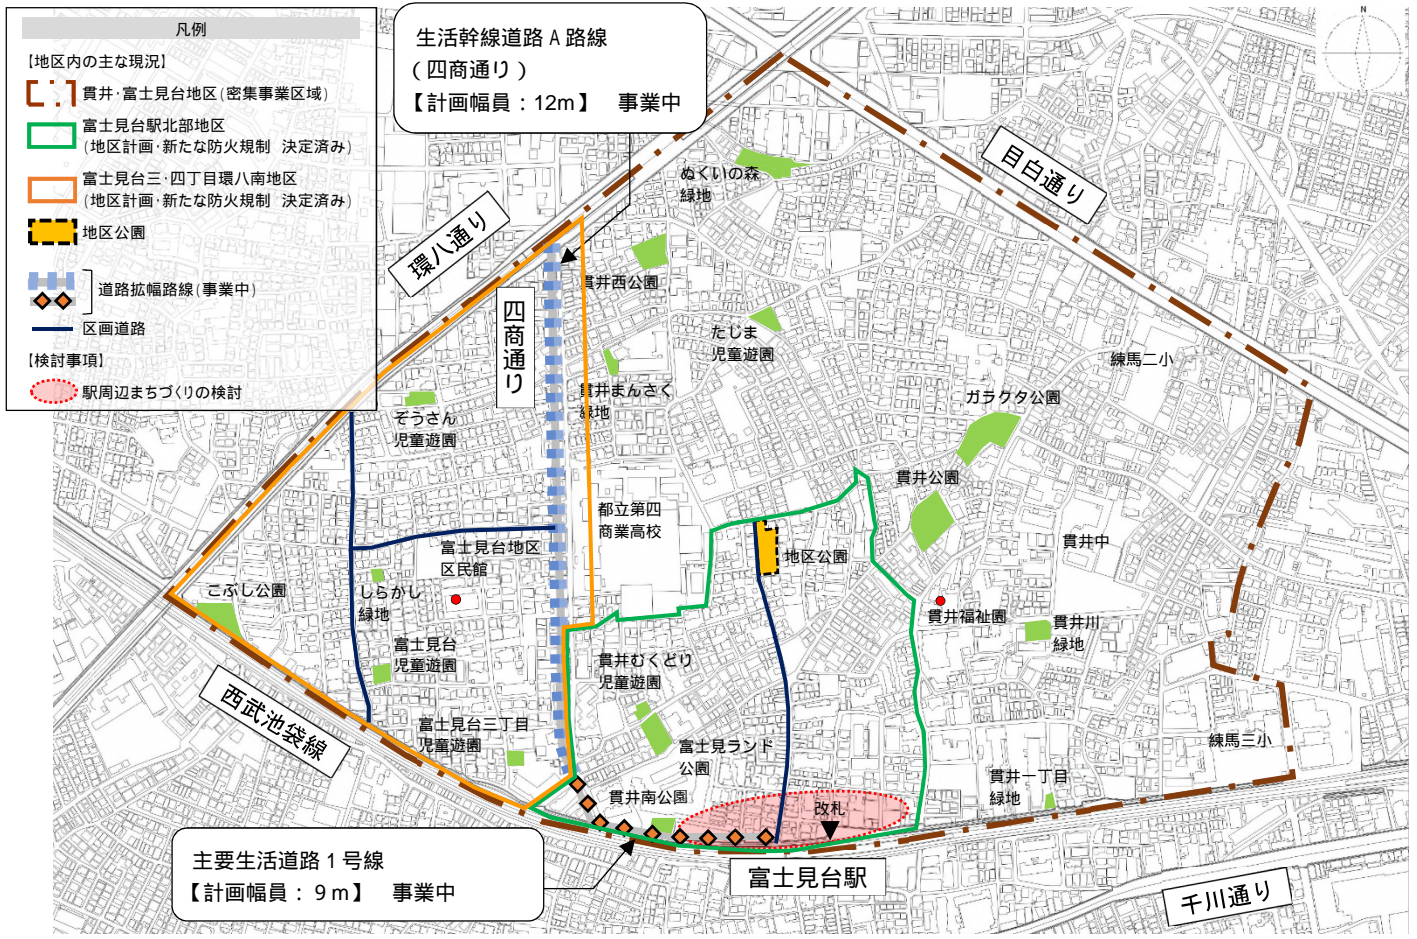 凡例
【地区内の主な現況】
貫井・富士見台地区(密集事業区域)
富士見台駅北部地区
(地区計画・新たな防火規制 決定済み)
富士見台三・四丁目環八南地区
(地区計画・新たな防火規制 決定済み)
地区公園
道路拡幅路線(事業中)
区画道路
【検討事項】
駅周辺まちづくりの検討
生活幹線道路A路線
(四商通り)
【計画幅員:12m】 事業中
N
目白通り
環八通り
四商通り
ぬくいの森
緑地
貫井西公園
たじま
児童遊園
練馬二小
貫井まんさく
緑地
ガラクタ公園
ぞうさん
児童遊園
貫井公園
都立第四
商業高校
富士見台地区
区民館
地区公園
貫井中
こぶし公園
しらかし
緑地
貫井福祉園
貫井川
緑地
富士見台
児童遊園
貫井むくどり
児童遊園
西武池袋線
富士見台三丁目
児童遊園
富士見ランド
公園
練馬三小
貫井一丁目
緑地
貫井南公園
改札
主要生活道路1号線
【計画幅員:9m】 事業中
富士見台駅
千川通り